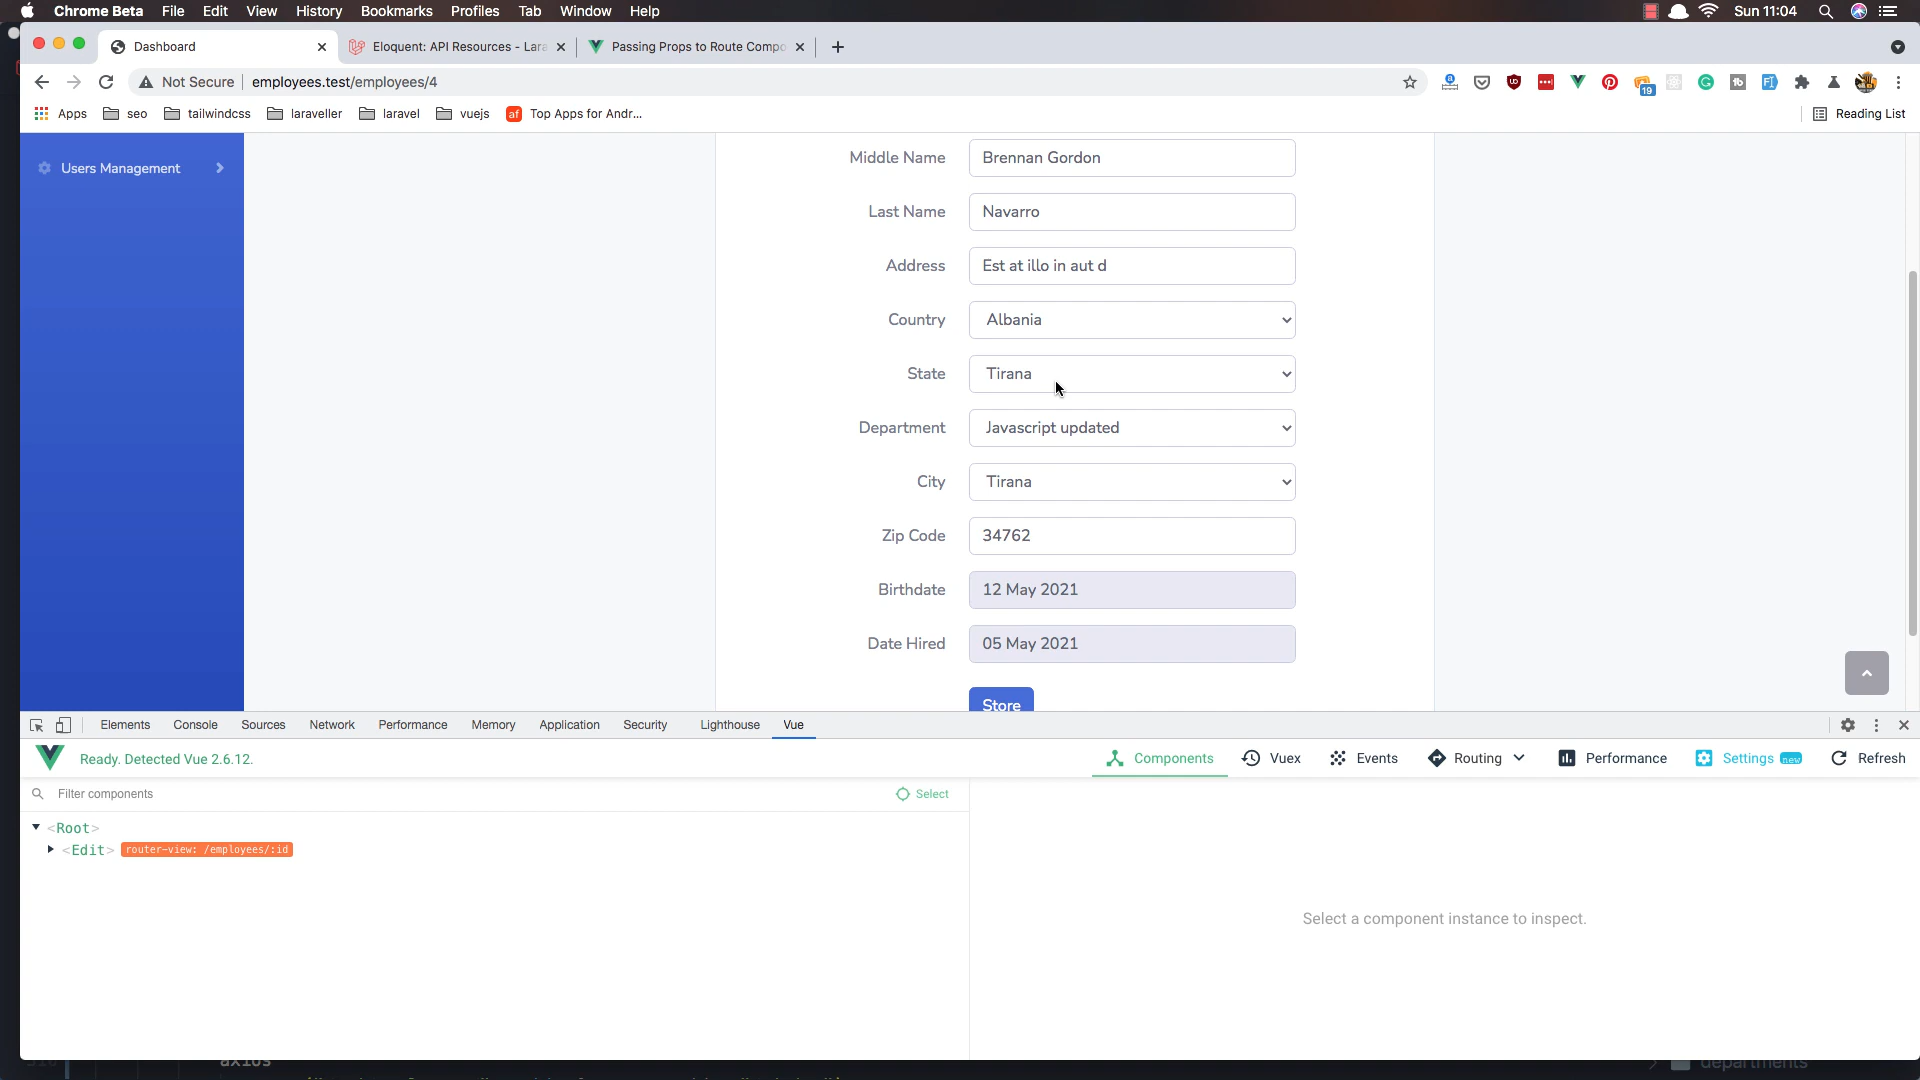 Chrome Beta File Edit View History Bookmarks Profiles Tab Window Help Sun 11:04
Dashboard Eloquent: API Resources - Lara Passing Props to Route Compo
Not Secure employees.test/employees/4 19
Apps seo tailwindcss laraveller laravel vuejs af Top Apps for Andr... Reading List
Users Management
Middle Name Brennan Gordon
Last Name Navarro
Address Est at illo in aut d
Country Albania
State Tirana
Department Javascript updated
City Tirana
Zip Code 34762
Birthdate 12 May 2021
Date Hired 05 May 2021
Store
Elements Console Sources Network Performance Memory Application Security Lighthouse Vue
Ready. Detected Vue 2.6.12. Components Vuex Events Routing Performance Settings new Refresh
Filter components Select
<Root>
<Edit> router-view: /employees/:id
Select a component instance to inspect.
axios departments